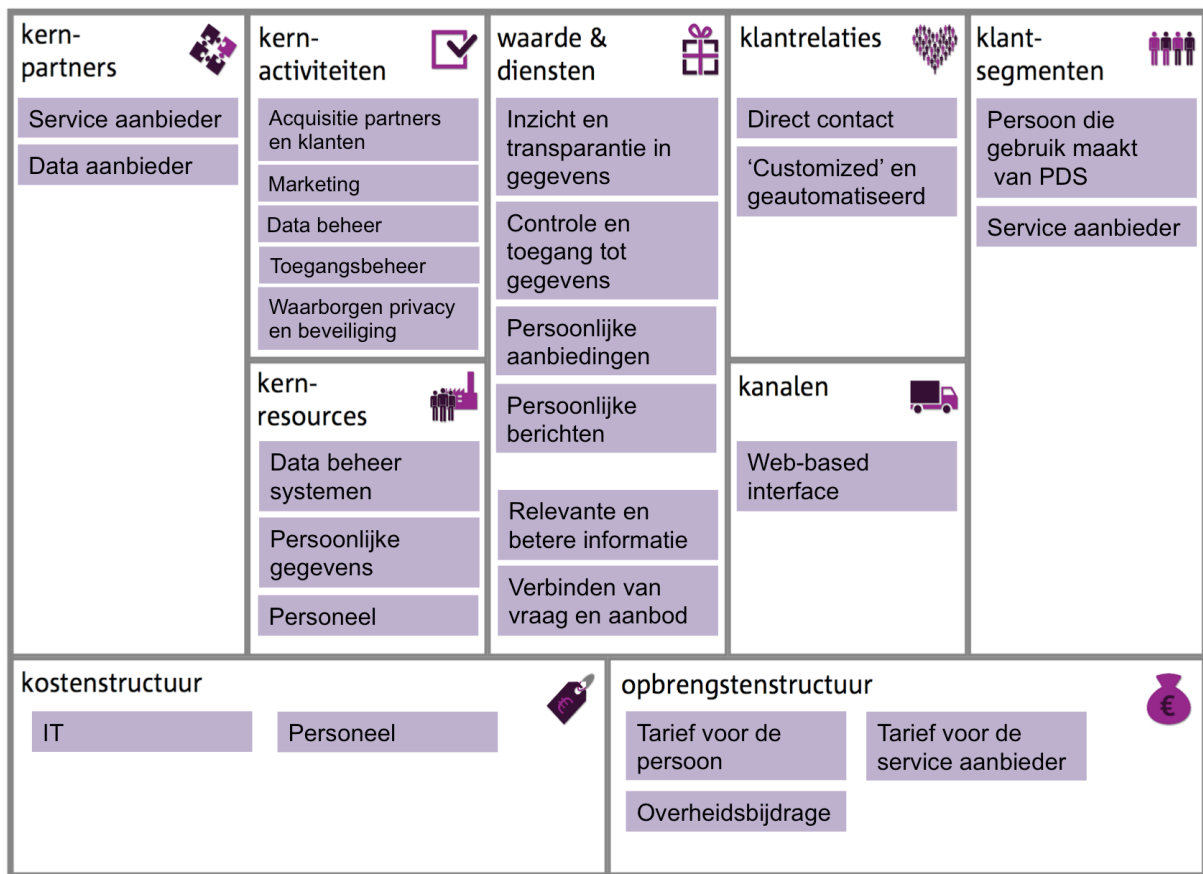 kern-
partners
Service aanbieder
Data aanbieder
kern-
activiteiten
Acquisitie partners
en klanten
Marketing
Data beheer
Toegangsbeheer
Waarborgen privacy
en beveiliging
kern-
resources
Data beheer
systemen
Persoonlijke
gegevens
Personeel
waarde &
diensten
Inzicht en
transparantie in
gegevens
Controle en
toegang tot
gegevens
Persoonlijke
aanbiedingen
Persoonlijke
berichten
Relevante en
betere informatie
Verbinden van
vraag en aanbod
klantrelaties
Direct contact
‘Customized’ en
geautomatiseerd
kanalen
Web-based
interface
klant-
segmenten
Persoon die
gebruik maakt
van PDS
Service aanbieder
kostenstructuur
€
IT
Personeel
opbrengstenstructuur
€
Tarief voor de
persoon
Tarief voor de
service aanbieder
Overheidsbijdrage